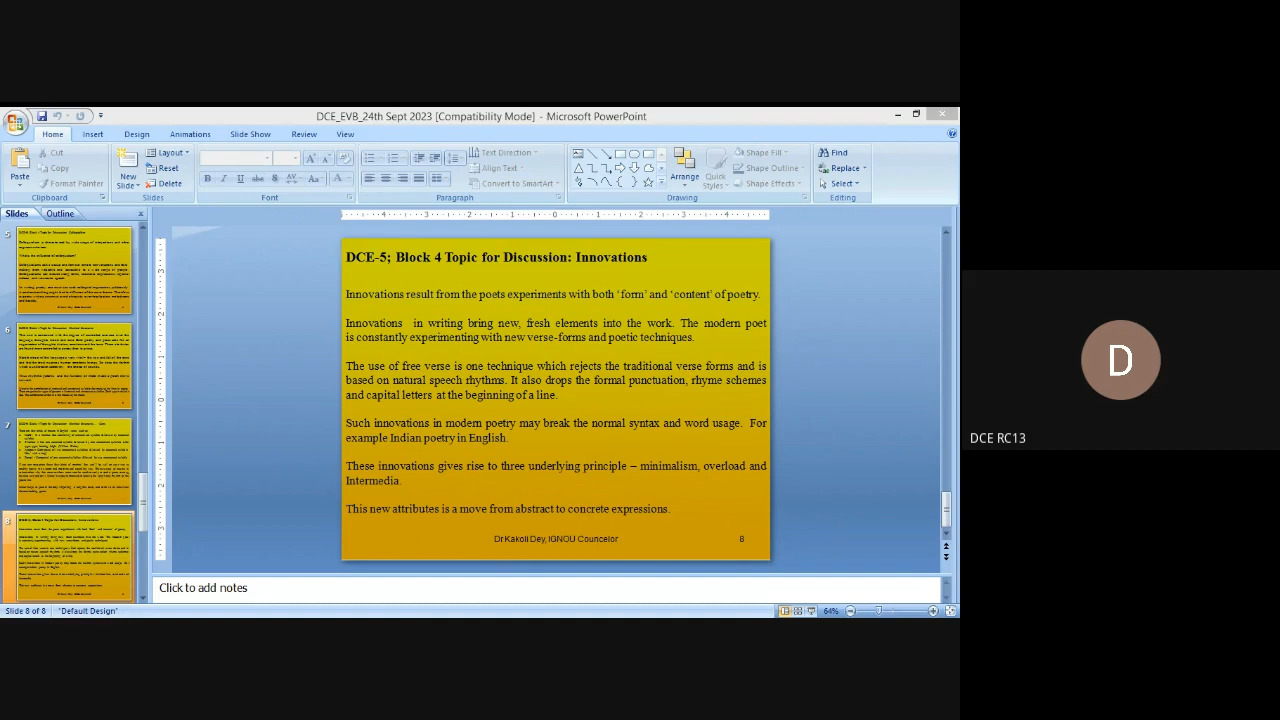 DCE_EVB_24th Sept 2023 [Compatibility Mode] - Microsoft PowerPoint
Home Insert Design Animations Slide Show Review View
Paste
Cut
Copy
Format Painter
Clipboard
New
Slide
Layout
Reset
Delete
Slides
Font
Text Direction
Align Text
Convert to SmartArt
Paragraph
Arrange
Quick
Styles
Shape Fill
Shape Outline
Shape Effects
Drawing
Find
Replace
Select
Editing
Slides Outline
5
6
7
8
DCE-5; Block 4 Topic for Discussion: Innovations
Innovations result from the poets experiments with both ‘form’ and ‘content’ of poetry.
Innovations in writing bring new, fresh elements into the work. The modern poet
is constantly experimenting with new verse-forms and poetic techniques.
The use of free verse is one technique which rejects the traditional verse forms and is
based on natural speech rhythms. It also drops the formal punctuation, rhyme schemes
and capital letters at the beginning of a line.
Such innovations in modern poetry may break the normal syntax and word usage. For
example Indian poetry in English.
These innovations gives way to three underlying principle – minimalism, overload and
Intermedia.
This new attributes is a move from abstract to concrete expressions.
Dr Kakoli Dey, IGNOU Councelor 8
Click to add notes
Slide 8 of 8 "Default Design" 64%
D
DCE RC13